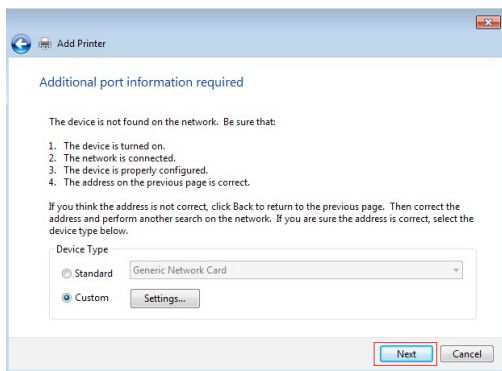 Add Printer
Additional port information required
The device is not found on the network. Be sure that:
1. The device is turned on.
2. The network is connected.
3. The device is properly configured.
4. The address on the previous page is correct.
If you think the address is not correct, click Back to return to the previous page. Then correct the
address and perform another search on the network. If you are sure the address is correct, select the
device type below.
Device Type
Standard
Generic Network Card
Custom
Settings...
Next
Cancel